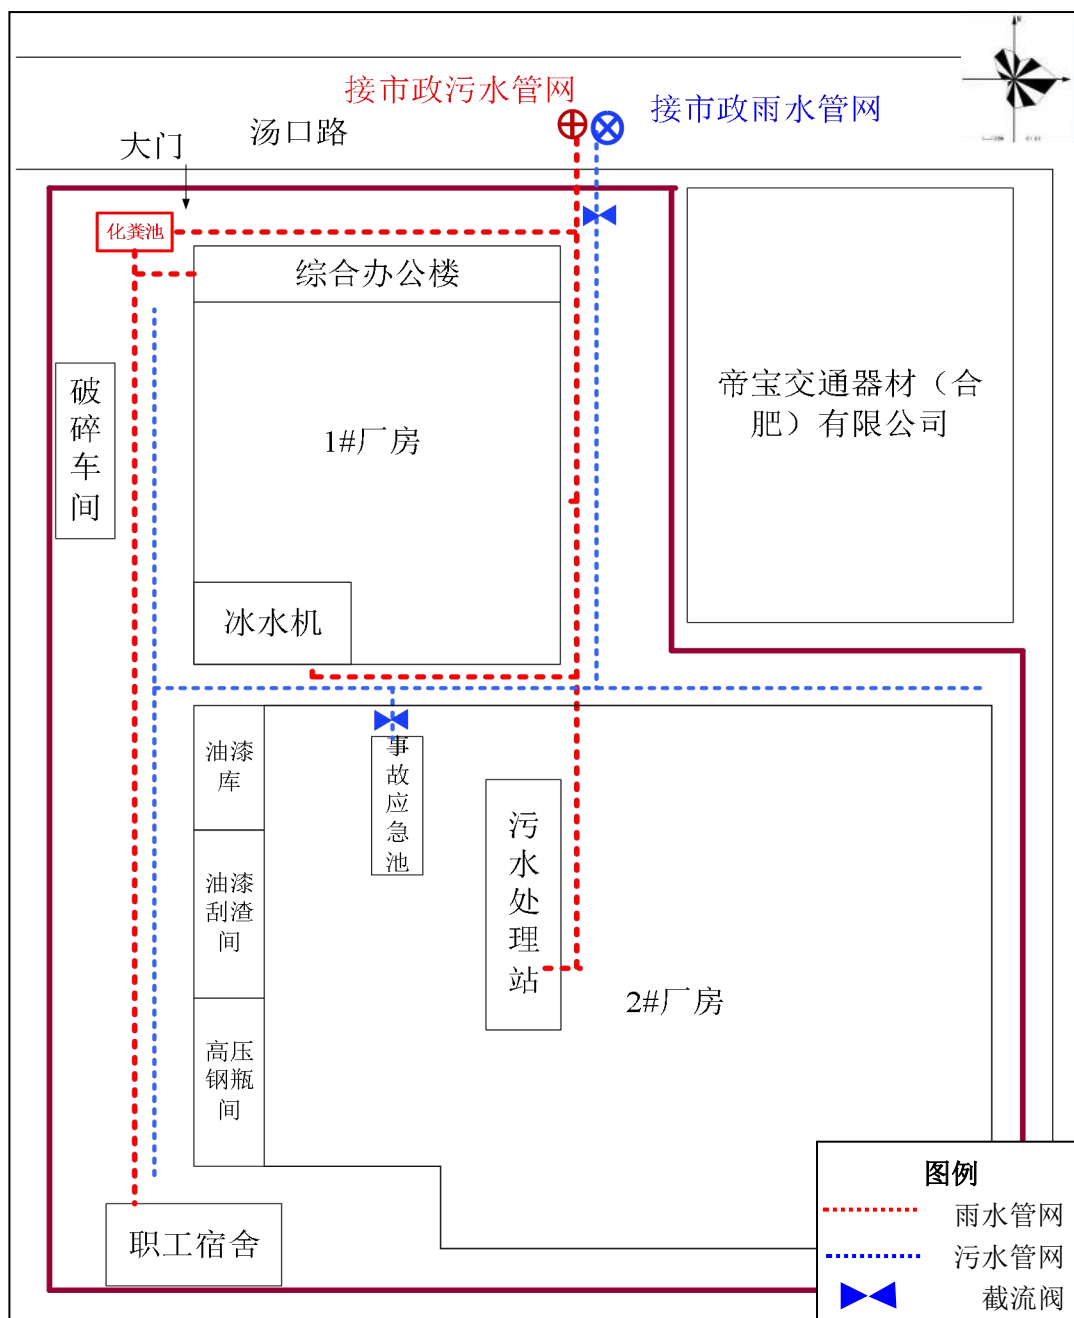 接市政污水管网
接市政雨水管网
汤口路
大门
化粪池
综合办公楼
破碎车间
1#厂房
帝宝交通器材（合
肥）有限公司
冰水机
油漆
库
事故应急池
污水处理站
油漆
刮渣
间
2#厂房
高压
钢瓶
间
职工宿舍
图例
雨水管网
污水管网
截流阀